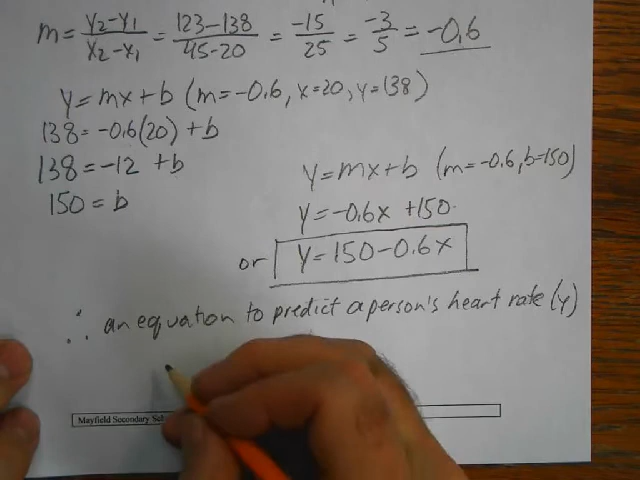 m = y₂-y₁/x₂-x₁ = 123-138/45-20 = -15/25 = -3/5 = -0.6
y = mx + b (m = -0.6, x = 20, y = 138)
138 = -0.6(20) + b
138 = -12 + b
150 = b
y = mx + b (m = -0.6, b = 150)
y = -0.6x + 150
or y = 150 - 0.6x
∴ an equation to predict a person's heart rate (y)
Mayfield Secondary